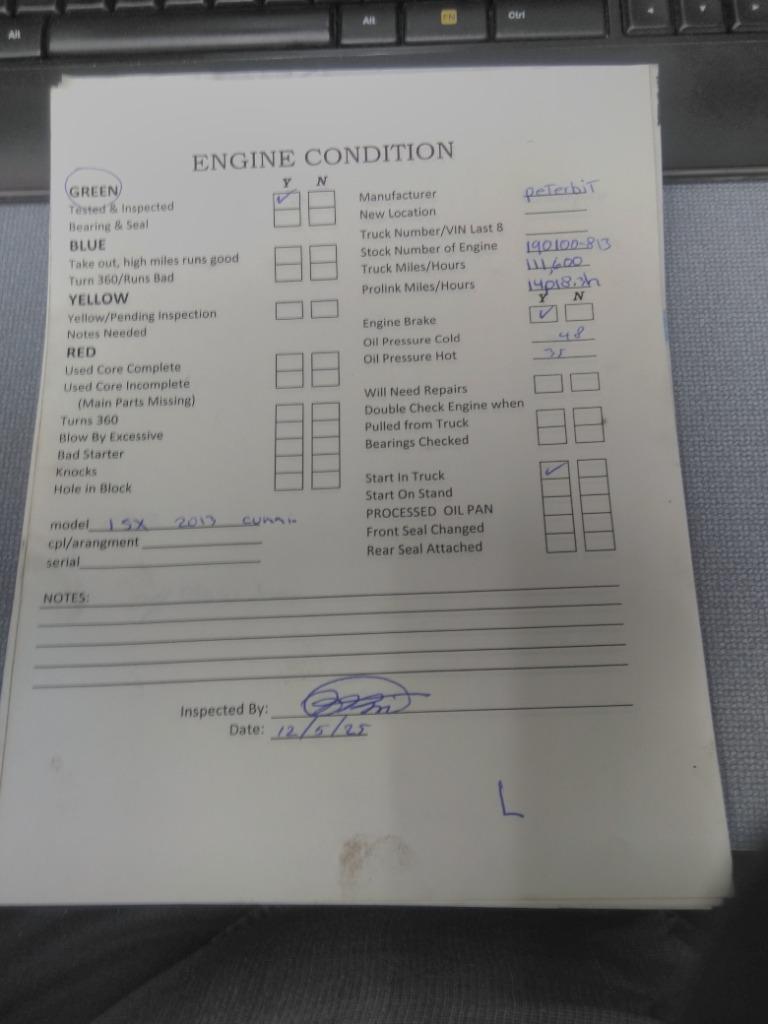 Alt
Alt
FN
Ctrl
ENGINE CONDITION
Y N
GREEN
Tested & Inspected
Bearing & Seal
BLUE
Take out, high miles runs good
Turn 360/Runs Bad
YELLOW
Yellow/Pending Inspection
Notes Needed
RED
Used Core Complete
Used Core Incomplete
(Main Parts Missing)
Turns 360
Blow By Excessive
Bad Starter
Knocks
Hole in Block
model ISX 2013
cpl/arangment
serial
Manufacturer PeTerbiT
New Location
Truck Number/VIN Last 8
Stock Number of Engine 190100-813
Truck Miles/Hours 111,600
Prolink Miles/Hours
Y N
Engine Brake
Oil Pressure Cold 48
Oil Pressure Hot 35
Will Need Repairs
Double Check Engine when
Pulled from Truck
Bearings Checked
Start In Truck
Start On Stand
PROCESSED OIL PAN
Front Seal Changed
Rear Seal Attached
NOTES:
Inspected By:
Date: 12/5/25
L